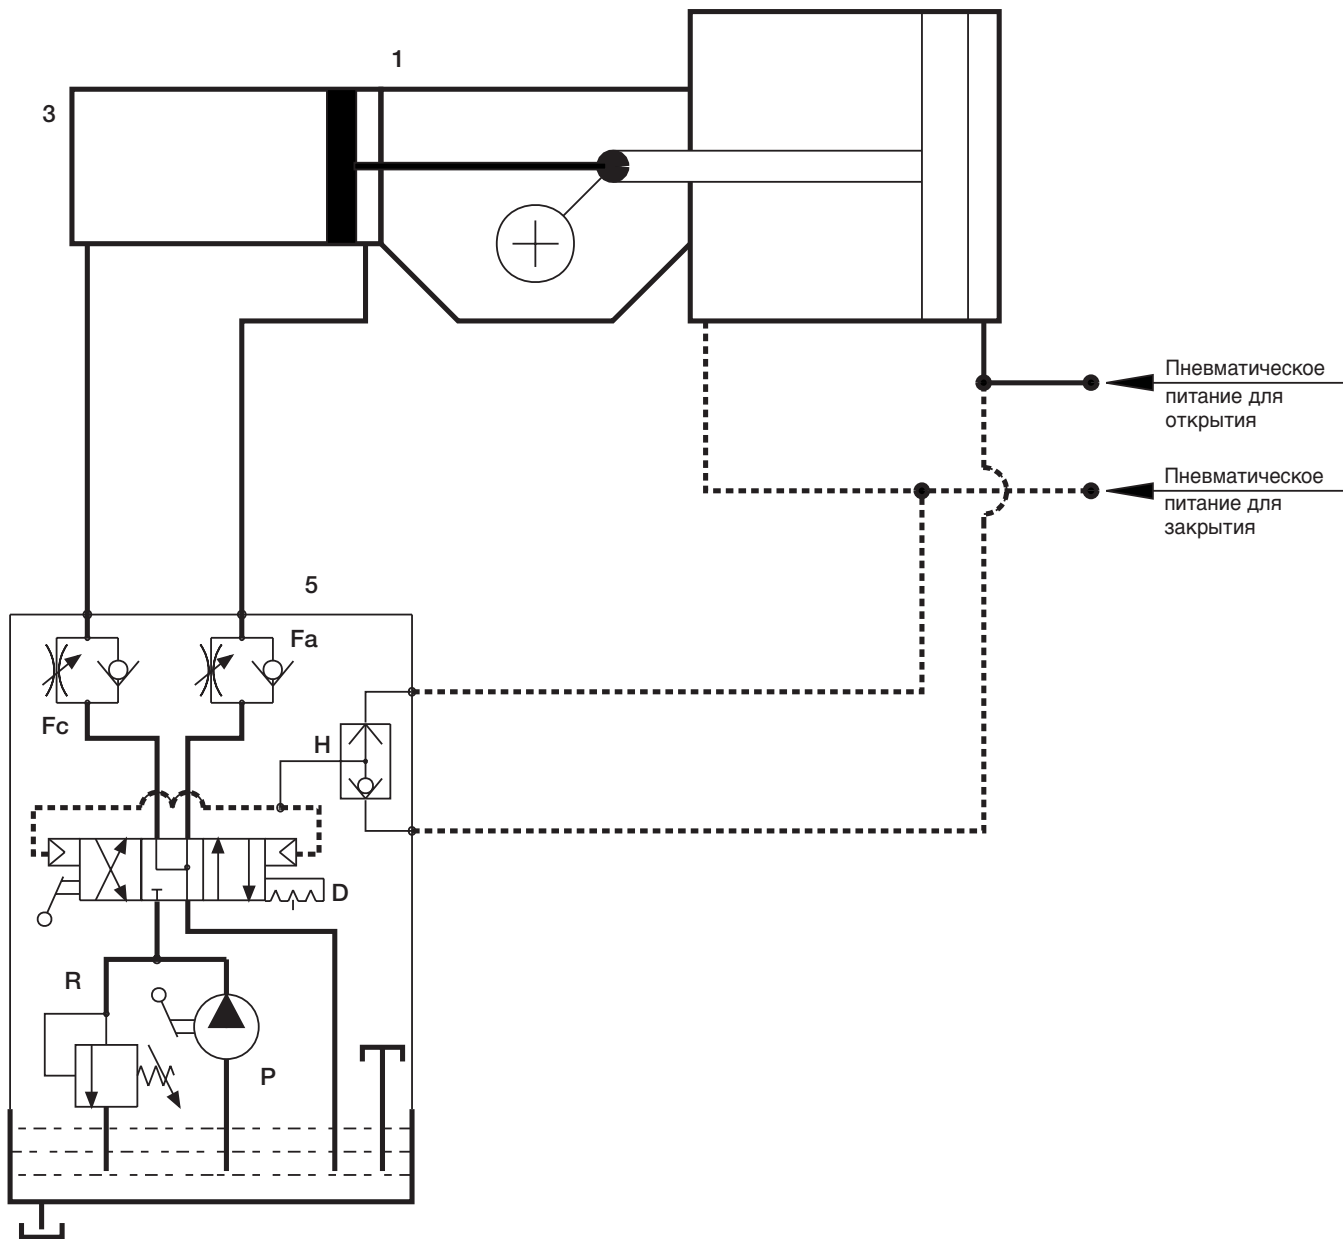 1
3
Пневматическое
питание для
открытия
Пневматическое
питание для
закрытия
5
Fa
Fc
H
D
R
P